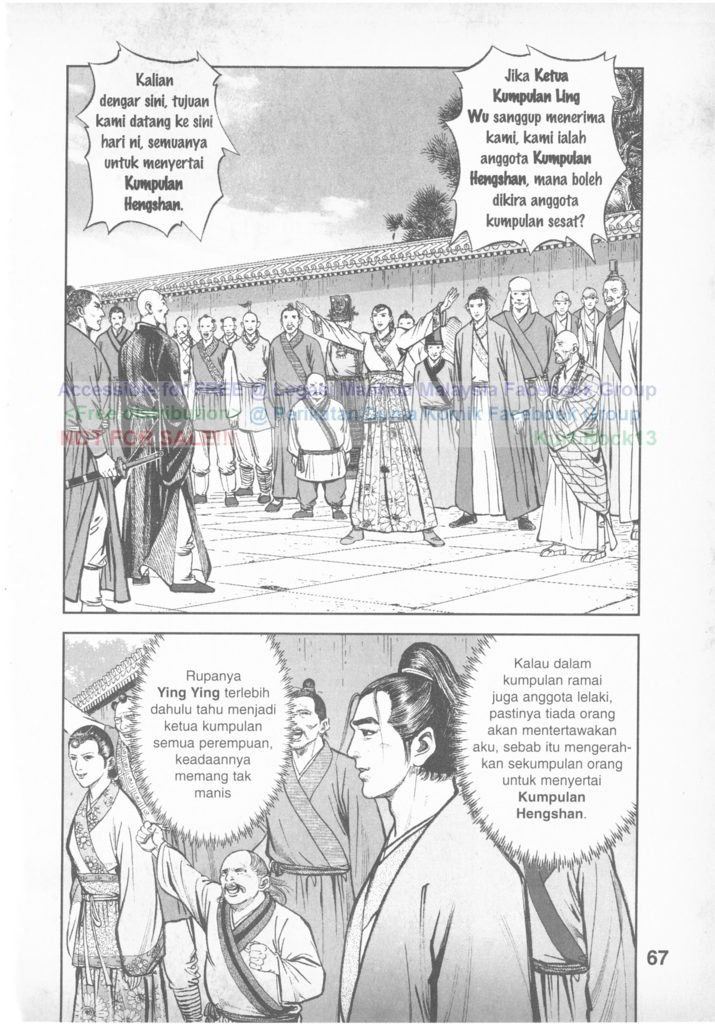 Kalian
dengar sini, tujuan
kami datang ke sini
hari ni, semuanya
untuk menyertai
Kumpulan
Hengshan.
Jika Ketua
Kumpulan Ling
Wu sanggup menerima
kami, kami ialah
anggota Kumpulan
Hengshan, mana boleh
dikira anggota
kumpulan sesat?
Accessible for FREE @ Legasi Manhua Malaysia Facebook Group
<Free distribution> @ Perikatan Dunia Komik Facebook Group
NOT FOR SALE!!!
Rupanya
Ying Ying terlebih
dahulu tahu menjadi
ketua kumpulan
semua perempuan,
keadaannya
memang tak
manis
Kalau dalam
kumpulan ramai
juga anggota lelaki,
pastinya tiada orang
akan mentertawakan
aku, sebab itu mengerah-
kan sekumpulan orang
untuk menyertai
Kumpulan
Hengshan.
67